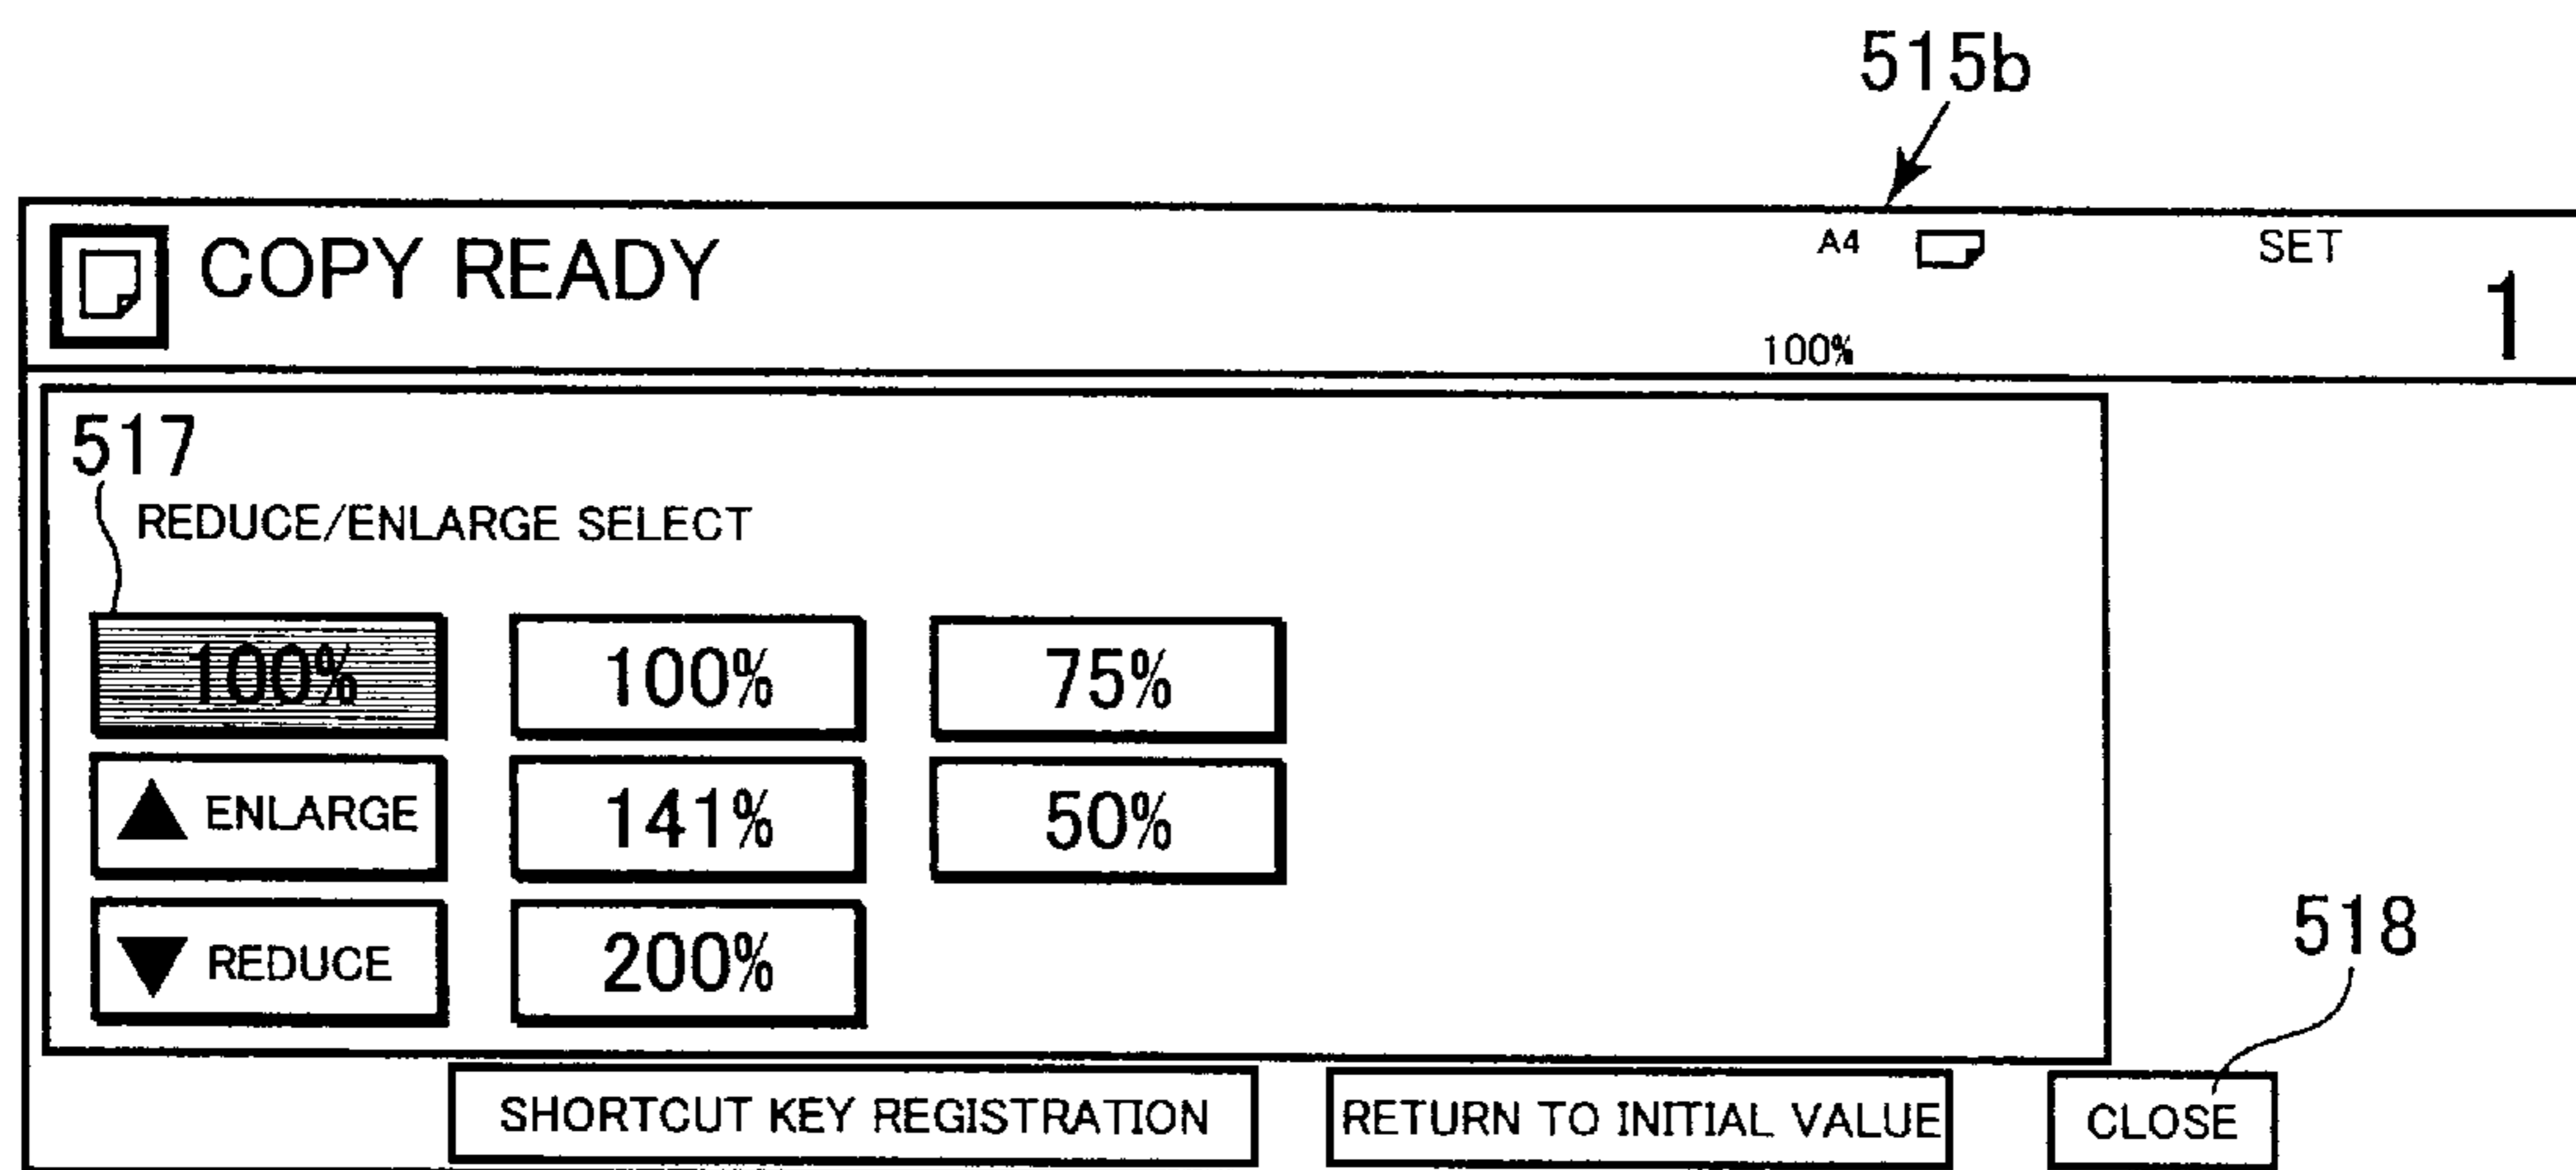 515b
COPY READY
A4
SET
1
100%
517
REDUCE/ENLARGE SELECT
100% 100% 75%
▲ ENLARGE 141% 50%
▼ REDUCE 200%
518
SHORTCUT KEY REGISTRATION RETURN TO INITIAL VALUE CLOSE